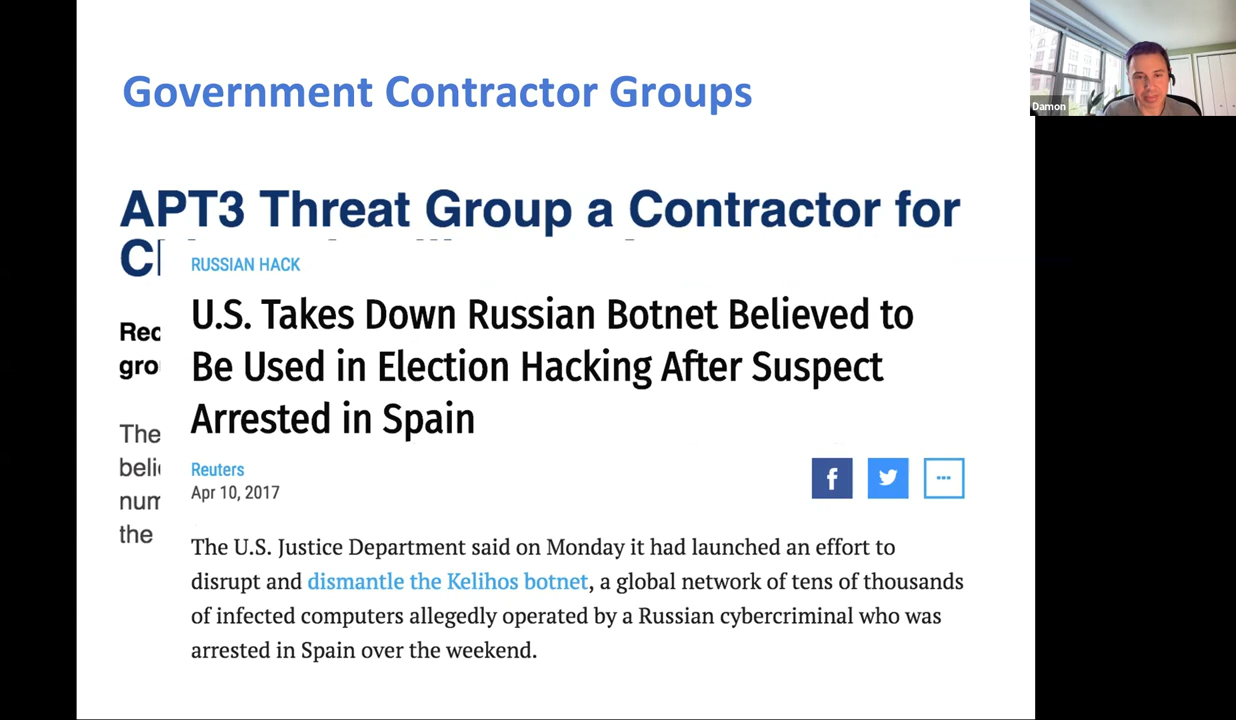 Government Contractor Groups
Damon
APT3 Threat Group a Contractor for
RUSSIAN HACK
U.S. Takes Down Russian Botnet Believed to
Be Used in Election Hacking After Suspect
Arrested in Spain
The
the
Reuters
Apr 10, 2017
f
The U.S. Justice Department said on Monday it had launched an effort to
disrupt and dismantle the Kelihos botnet, a global network of tens of thousands
of infected computers allegedly operated by a Russian cybercriminal who was
arrested in Spain over the weekend.